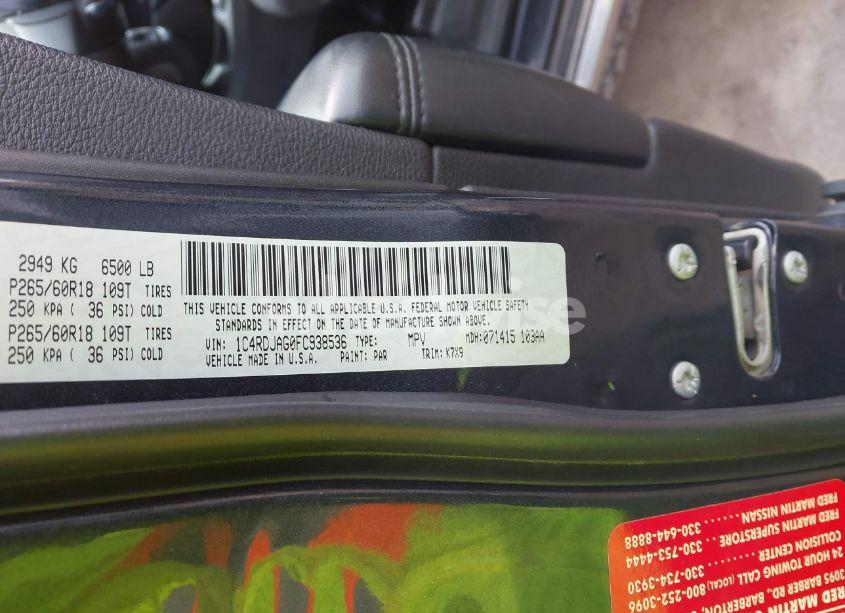 2949 KG 6500 LB
P265/60R18 109T TIRES
250 KPA ( 36 PSI) COLD
P265/60R18 109T TIRES
250 KPA ( 36 PSI) COLD
THIS VEHICLE CONFORMS TO ALL APPLICABLE U.S.A. FEDERAL MOTOR VEHICLE SAFETY
STANDARDS IN EFFECT ON THE DATE OF MANUFACTURE SHOWN ABOVE.
VIN: 1C4RDJAG0FC938536 TYPE: MPV MDH: 071415 103AA
VEHICLE MADE IN U.S.A. PAINT: PAR TRIM: K7X9
FRED MARTIN
3095 BARBER RD., BARBERTO
24 HOUR TOWING CALL (LOCAL) 800-252-3096
COLLISION CENTER ..... 330-734-3930
FRED MARTIN SUPERSTORE ... 330-753-4444
FRED MARTIN NISSAN ....... 330-644-8888